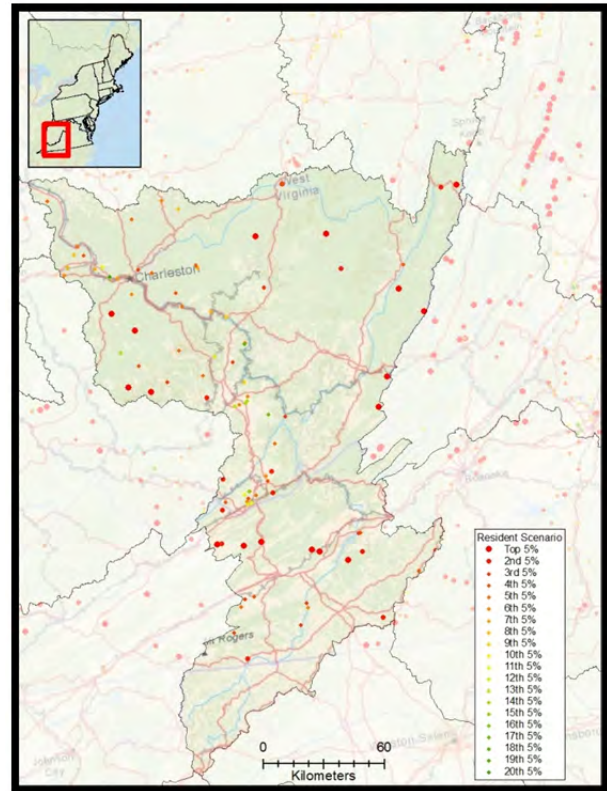 West
Virginia
Charleston
Roanoke
Rogers
Johnson
City
0 60
Kilometers
Resident Scenario
Top 5%
2nd 5%
3rd 5%
4th 5%
5th 5%
6th 5%
7th 5%
8th 5%
9th 5%
10th 5%
11th 5%
12th 5%
13th 5%
14th 5%
15th 5%
16th 5%
17th 5%
18th 5%
19th 5%
20th 5%